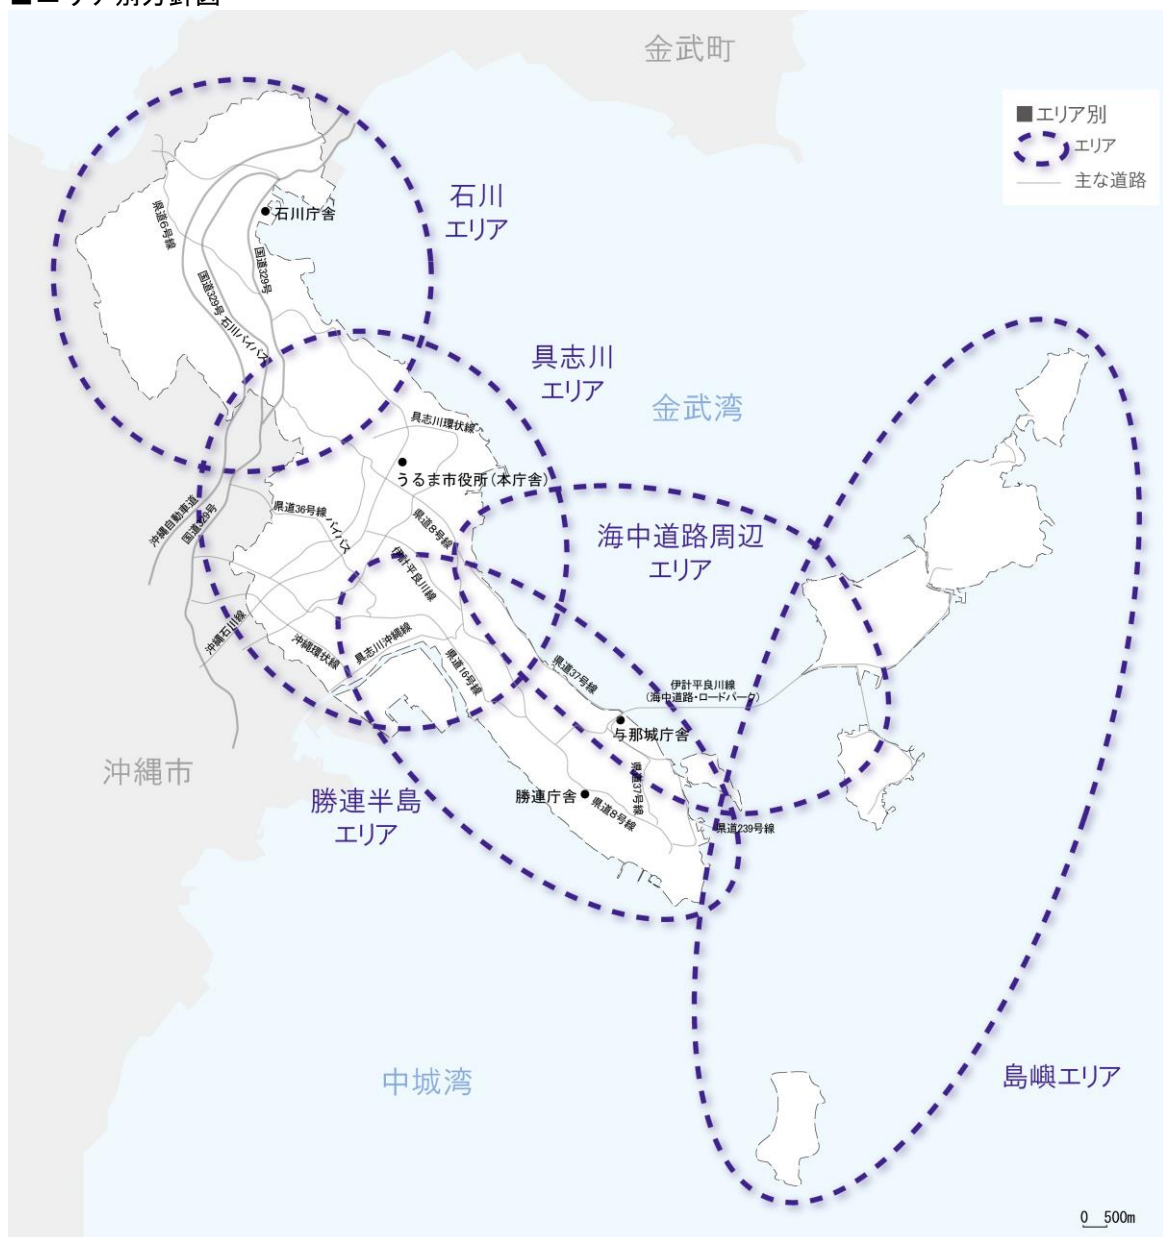 ■エリア別方針図
金武町
■エリア別
エリア
主な道路
石川
エリア
石川庁舎
県道6号線
国道329号
国道329号
石川バイパス
具志川
エリア
金武湾
具志川環状線
うるま市役所(本庁舎)
沖縄自動車道
国道329号
県道36号線
バイパス
県道8号線
海中道路周辺
エリア
伊計平良川線
沖縄石川線
沖縄環状線
具志川沖縄線
県道16号線
県道37号線
伊計平良川線
(海中道路・ロードパーク)
与那城庁舎
沖縄市
勝連半島
エリア
勝連庁舎
県道37号線
県道8号線
県道239号線
中城湾
島嶼エリア
0 500m